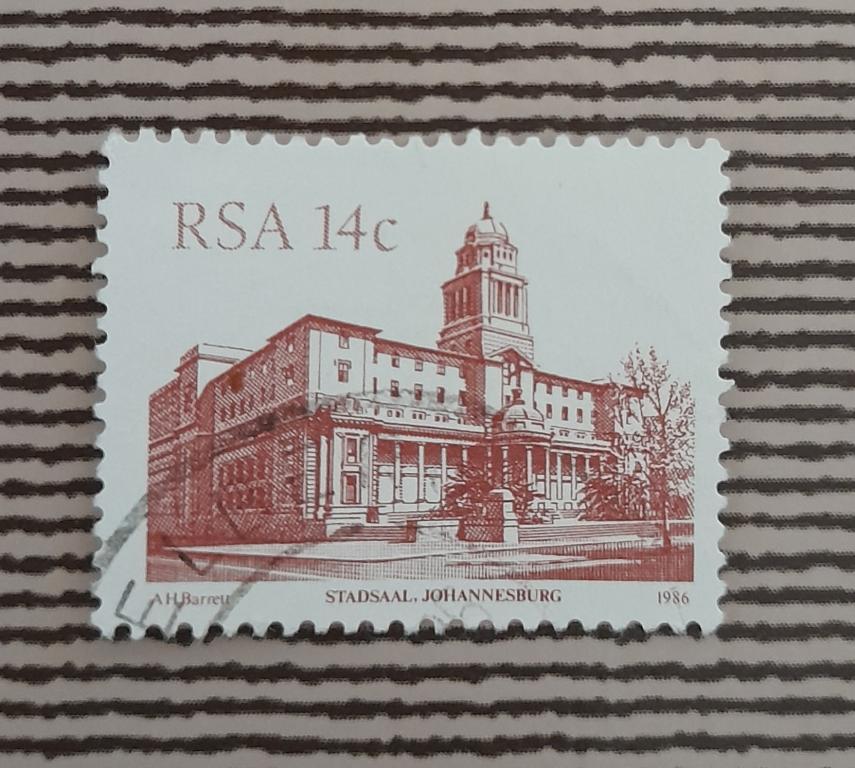 RSA 14c
A H Barrett STADSAAL, JOHANNESBURG 1986